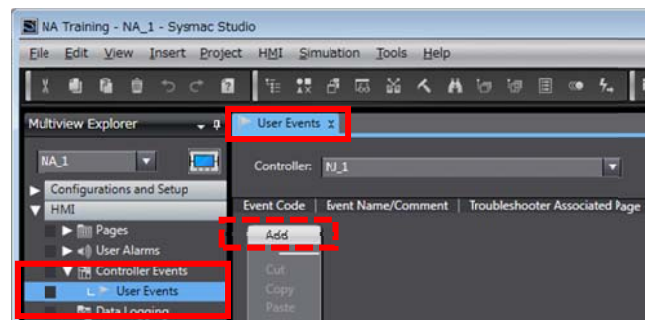 NA Training - NA_1 - Sysmac Studio
File Edit View Insert Project HMI Simuation Tools Help
Multiview Explorer
User Events
NA_1
Controller: NJ_1
Configurations and Setup
HMI
Event Code | Event Name/Comment | Troubleshooter Associated Page
Pages
Add
User Alarms
Controller Events
Cut
User Events
Copy
Data Logging
Paste